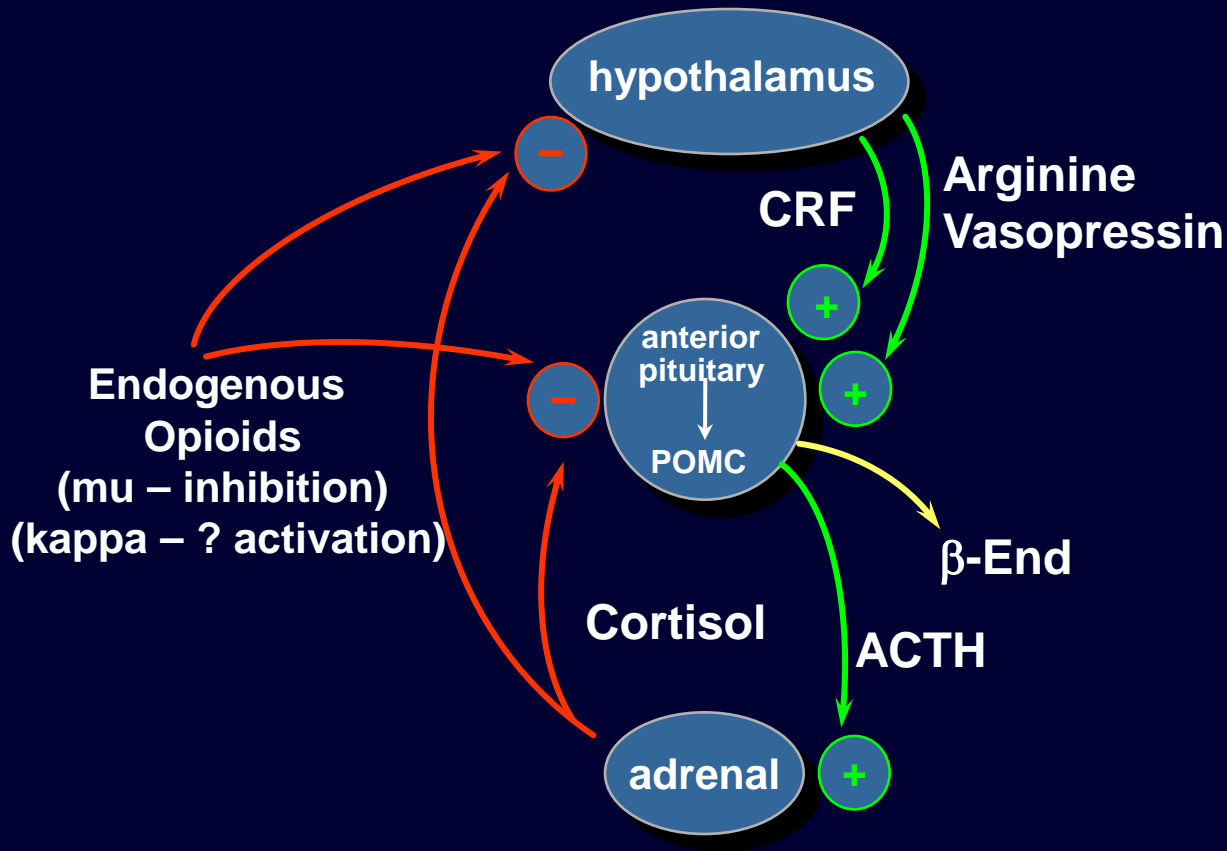 hypothalamus
−
CRF
Arginine
Vasopressin
+
anterior
pituitary
POMC
+
−
Endogenous
Opioids
(mu – inhibition)
(kappa – ? activation)
β-End
Cortisol
ACTH
adrenal
+